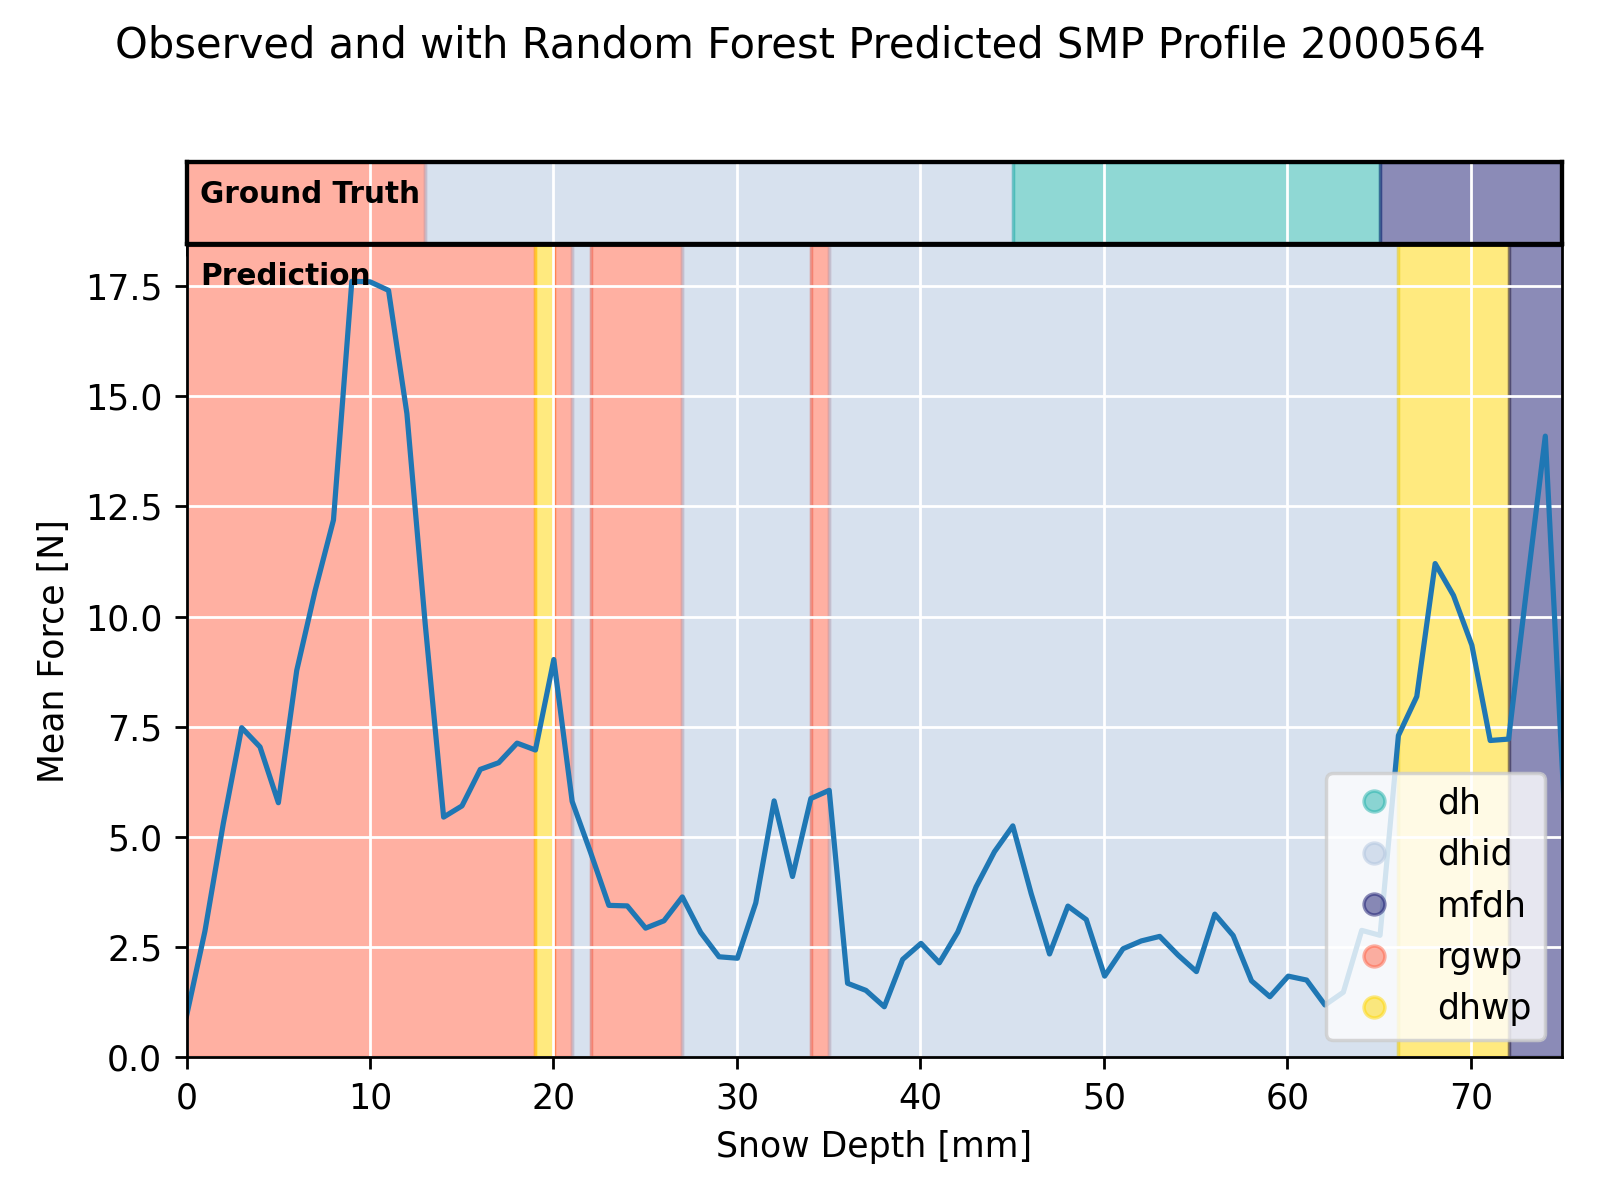 Observed and with Random Forest Predicted SMP Profile 2000564
Ground Truth
Prediction
17.5
15.0
12.5
10.0
7.5
5.0
2.5
0.0
Mean Force [N]
dh
dhid
mfdh
rgwp
dhwp
0 10 20 30 40 50 60 70
Snow Depth [mm]